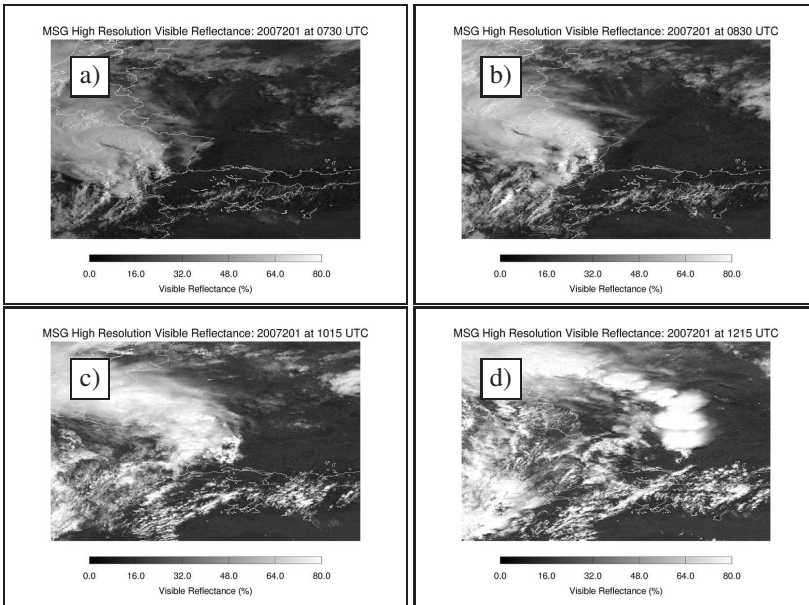 MSG High Resolution Visible Reflectance: 2007201 at 0730 UTC
a)
0.0 16.0 32.0 48.0 64.0 80.0
Visible Reflectance (%)
MSG High Resolution Visible Reflectance: 2007201 at 0830 UTC
b)
0.0 16.0 32.0 48.0 64.0 80.0
Visible Reflectance (%)
MSG High Resolution Visible Reflectance: 2007201 at 1015 UTC
c)
0.0 16.0 32.0 48.0 64.0 80.0
Visible Reflectance (%)
MSG High Resolution Visible Reflectance: 2007201 at 1215 UTC
d)
0.0 16.0 32.0 48.0 64.0 80.0
Visible Reflectance (%)